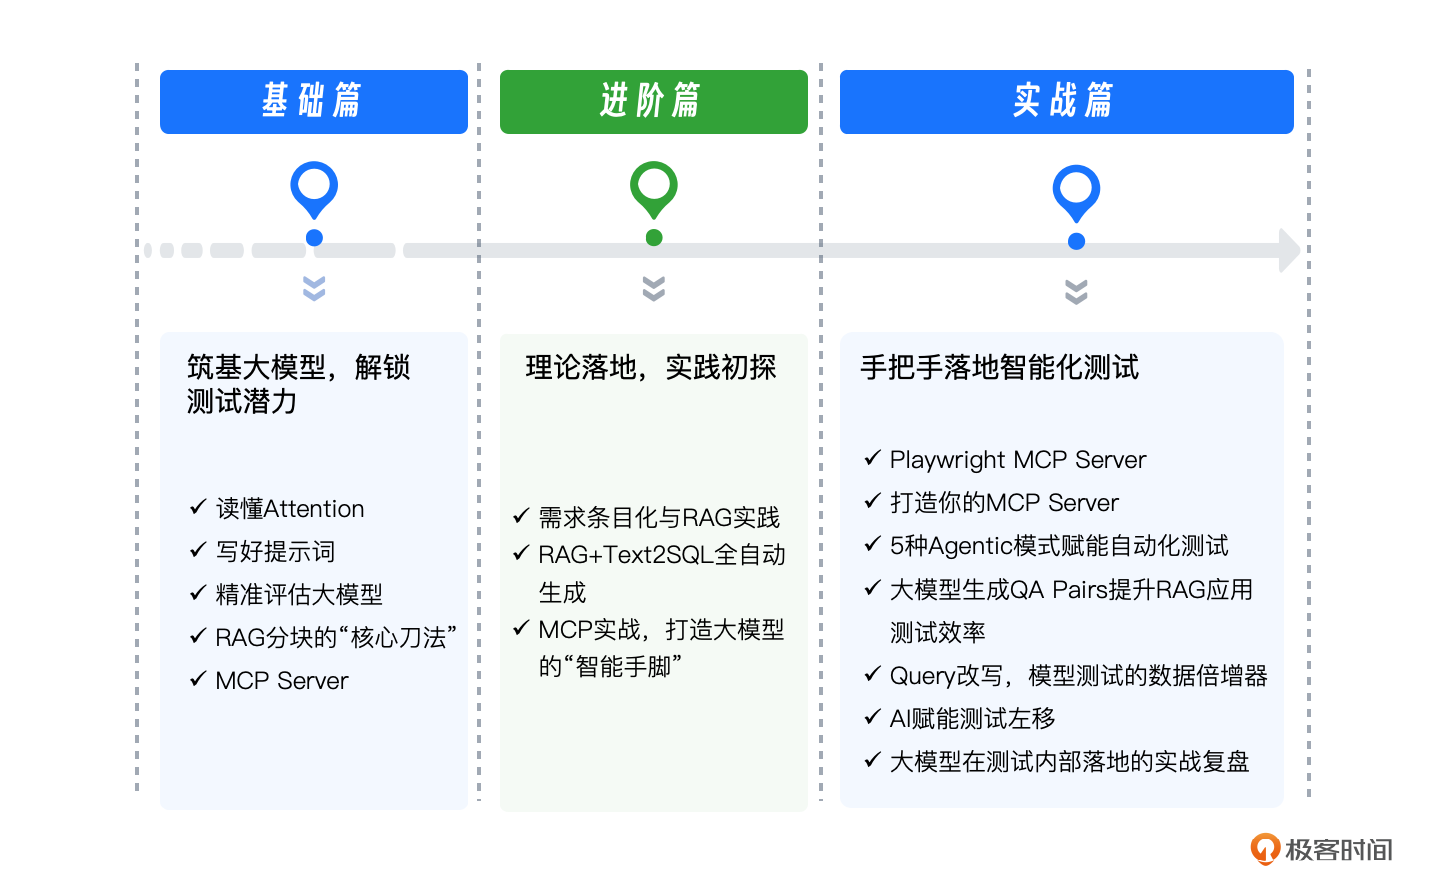 基础篇
进阶篇
实战篇
筑基大模型，解锁
测试潜力
读懂Attention
写好提示词
精准评估大模型
RAG分块的“核心刀法”
MCP Server
理论落地，实践初探
需求条目化与RAG实践
RAG+Text2SQL全自动
生成
MCP实战，打造大模型
的“智能手脚”
手把手落地智能化测试
Playwright MCP Server
打造你的MCP Server
5种Agentic模式赋能自动化测试
大模型生成QA Pairs提升RAG应用
测试效率
Query改写，模型测试的数据倍增器
AI赋能测试左移
大模型在测试内部落地的实战复盘
极客时间